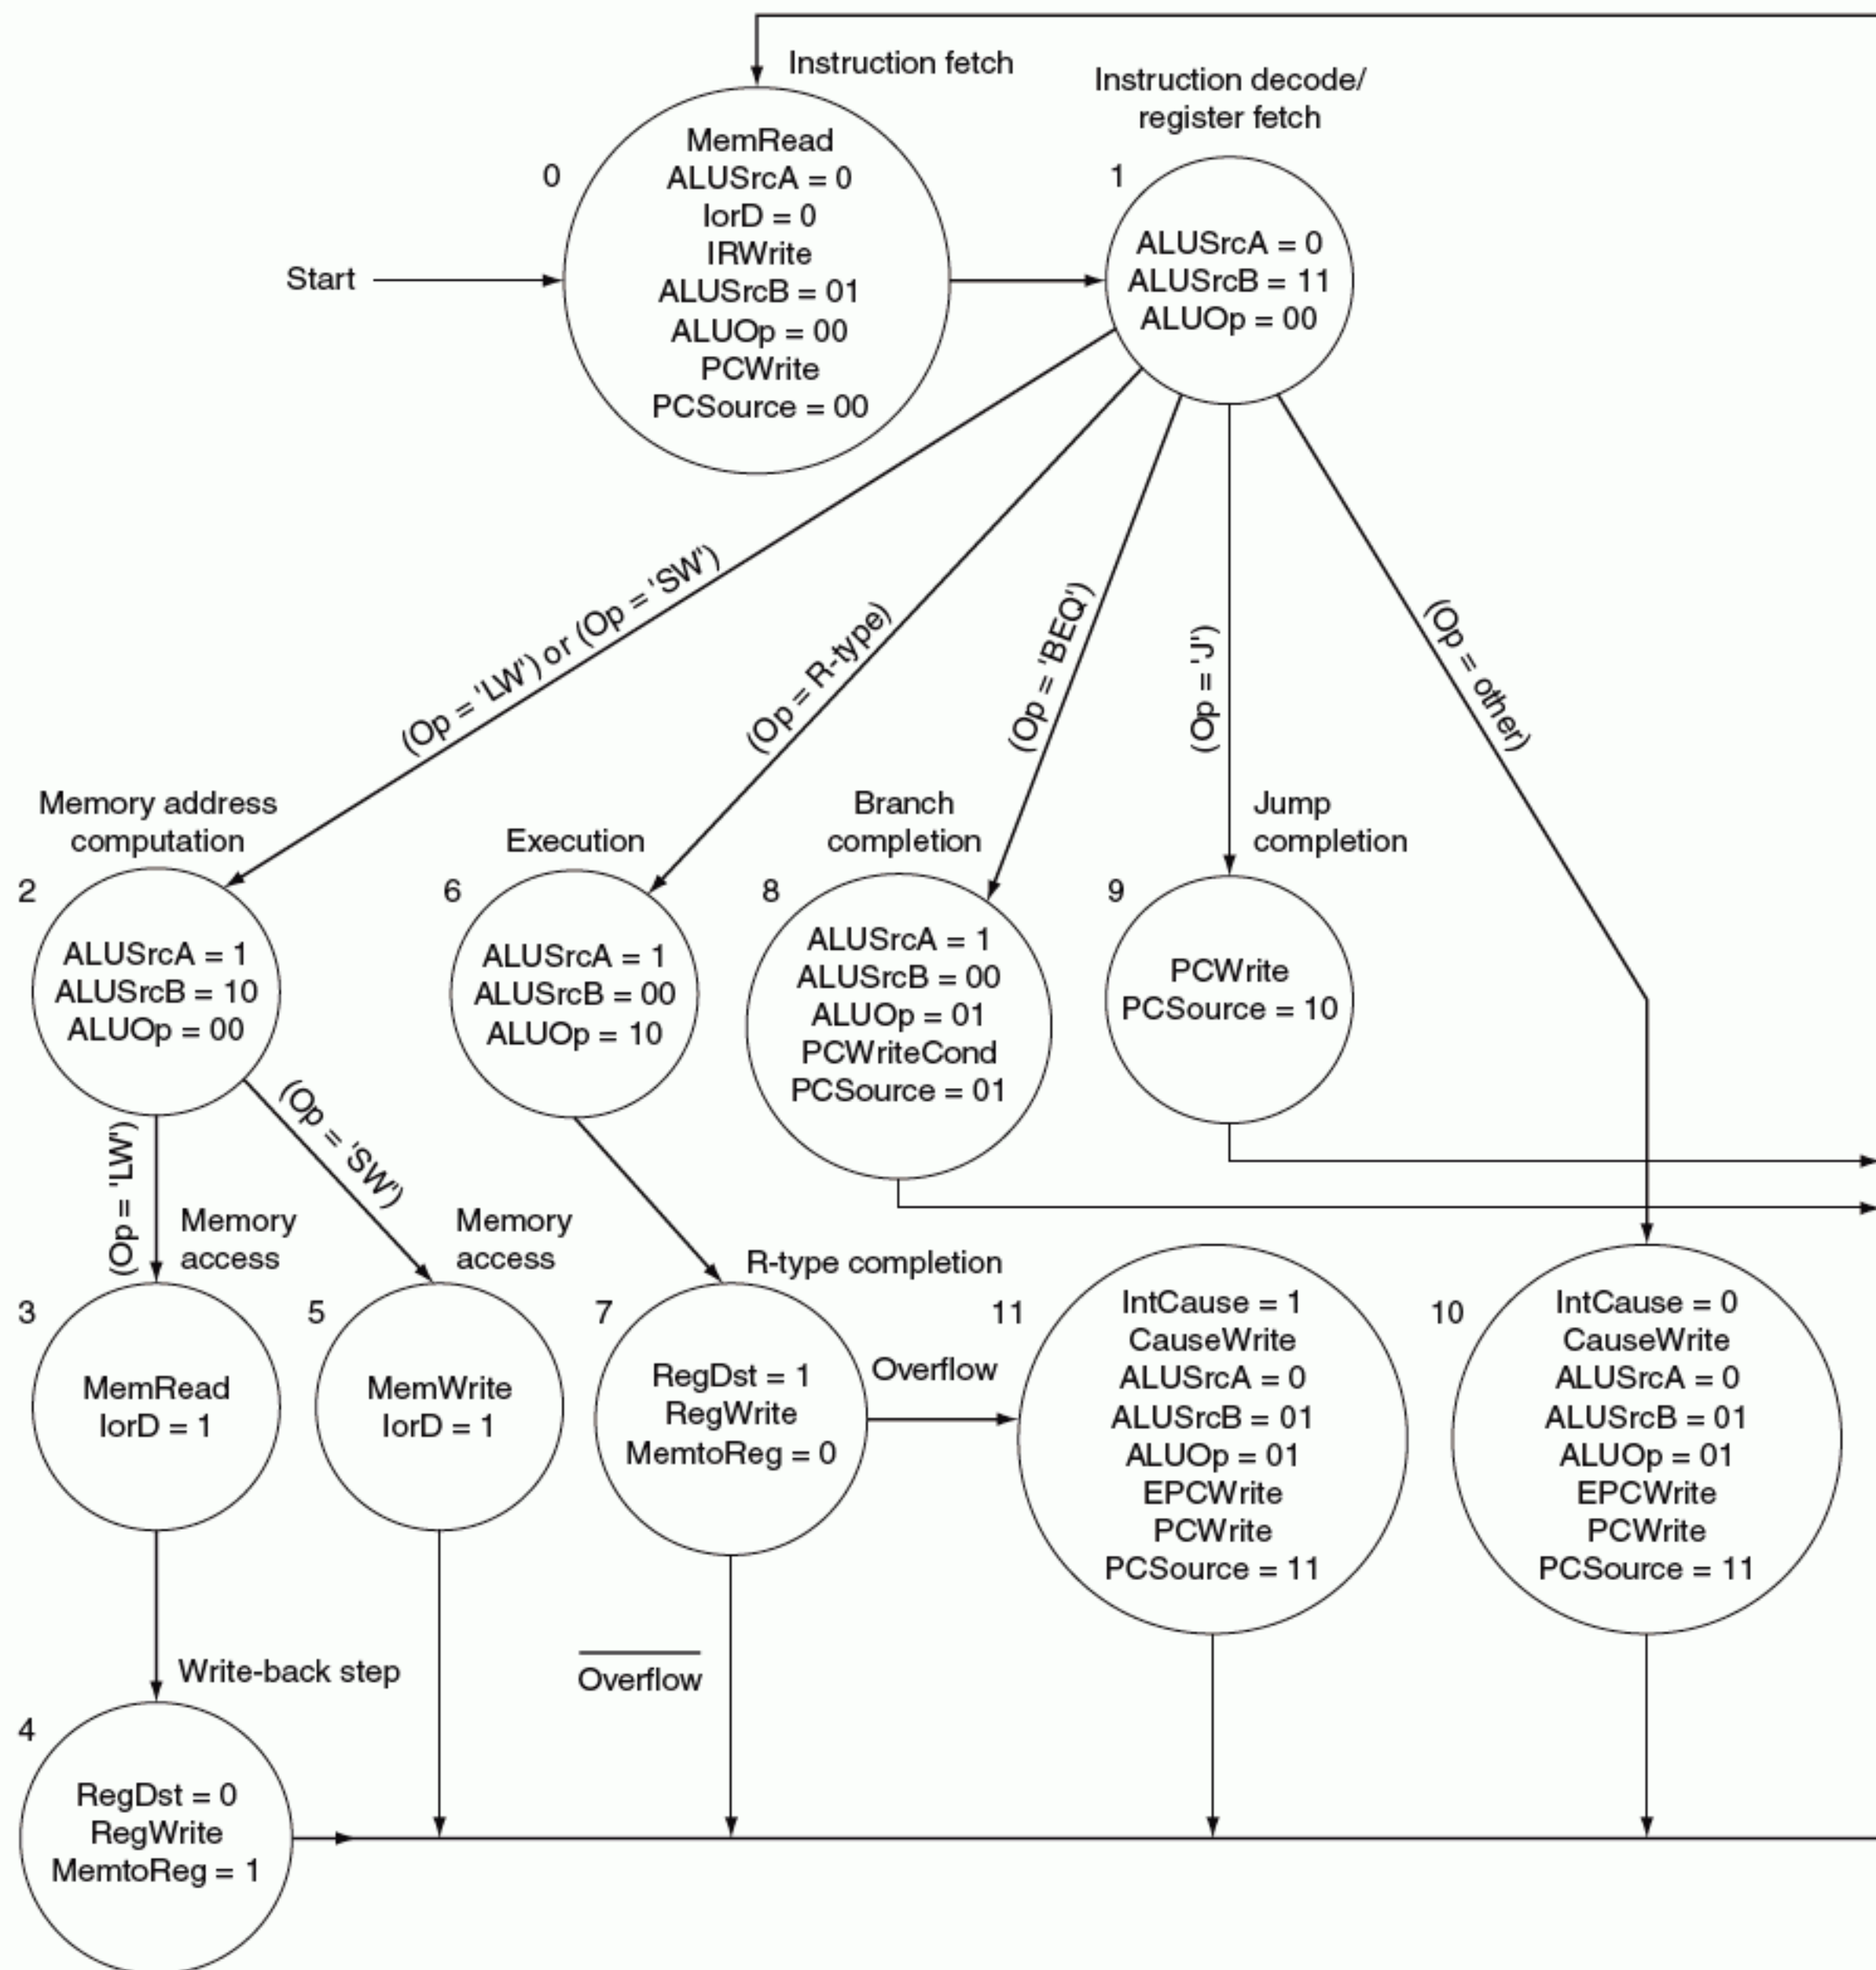 Instruction fetch
Instruction decode/
register fetch
0
MemRead
ALUSrcA = 0
IorD = 0
IRWrite
ALUSrcB = 01
ALUOp = 00
PCWrite
PCSource = 00
Start
1
ALUSrcA = 0
ALUSrcB = 11
ALUOp = 00
(Op = 'LW') or (Op = 'SW')
(Op = R-type)
(Op = 'BEQ')
(Op = 'J')
(Op = other)
Memory address
computation
2
ALUSrcA = 1
ALUSrcB = 10
ALUOp = 00
Execution
6
ALUSrcA = 1
ALUSrcB = 00
ALUOp = 10
Branch
completion
8
ALUSrcA = 1
ALUSrcB = 00
ALUOp = 01
PCWriteCond
PCSource = 01
Jump
completion
9
PCWrite
PCSource = 10
(Op = 'LW')
(Op = 'SW')
Memory
access
3
MemRead
IorD = 1
Memory
access
5
MemWrite
IorD = 1
R-type completion
7
RegDst = 1
RegWrite
MemtoReg = 0
Overflow
11
IntCause = 1
CauseWrite
ALUSrcA = 0
ALUSrcB = 01
ALUOp = 01
EPCWrite
PCWrite
PCSource = 11
10
IntCause = 0
CauseWrite
ALUSrcA = 0
ALUSrcB = 01
ALUOp = 01
EPCWrite
PCWrite
PCSource = 11
Overflow
Write-back step
4
RegDst = 0
RegWrite
MemtoReg = 1